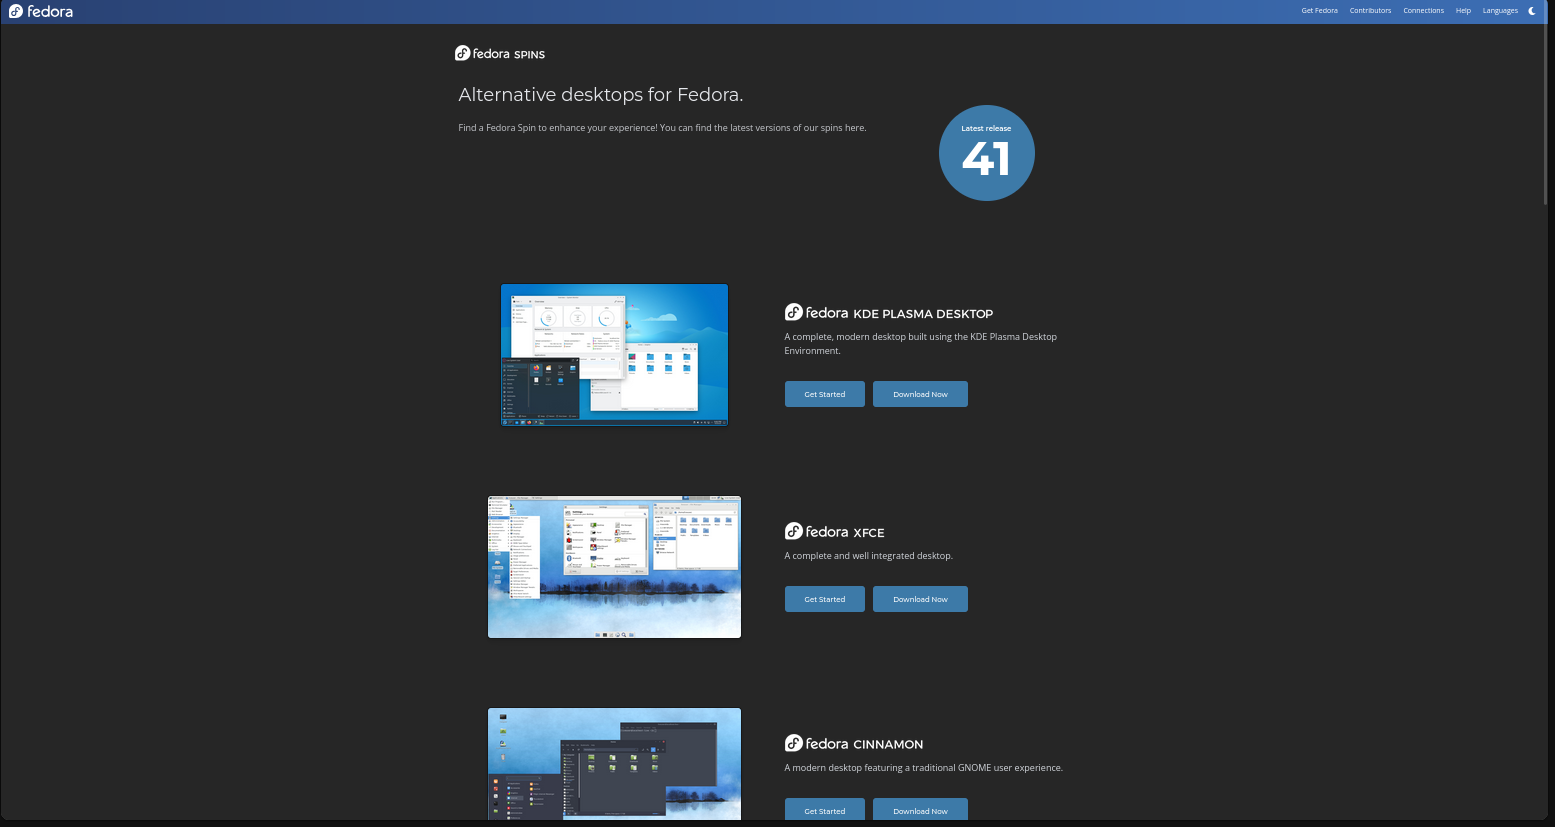 fedora
Get Fedora Contributors Connections Help Languages
fedora SPINS
Alternative desktops for Fedora.
Find a Fedora Spin to enhance your experience! You can find the latest versions of our spins here.
Latest release
41
fedora KDE PLASMA DESKTOP
A complete, modern desktop built using the KDE Plasma Desktop
Environment.
Get Started Download Now
fedora XFCE
A complete and well integrated desktop.
Get Started Download Now
fedora CINNAMON
A modern desktop featuring a traditional GNOME user experience.
Get Started Download Now